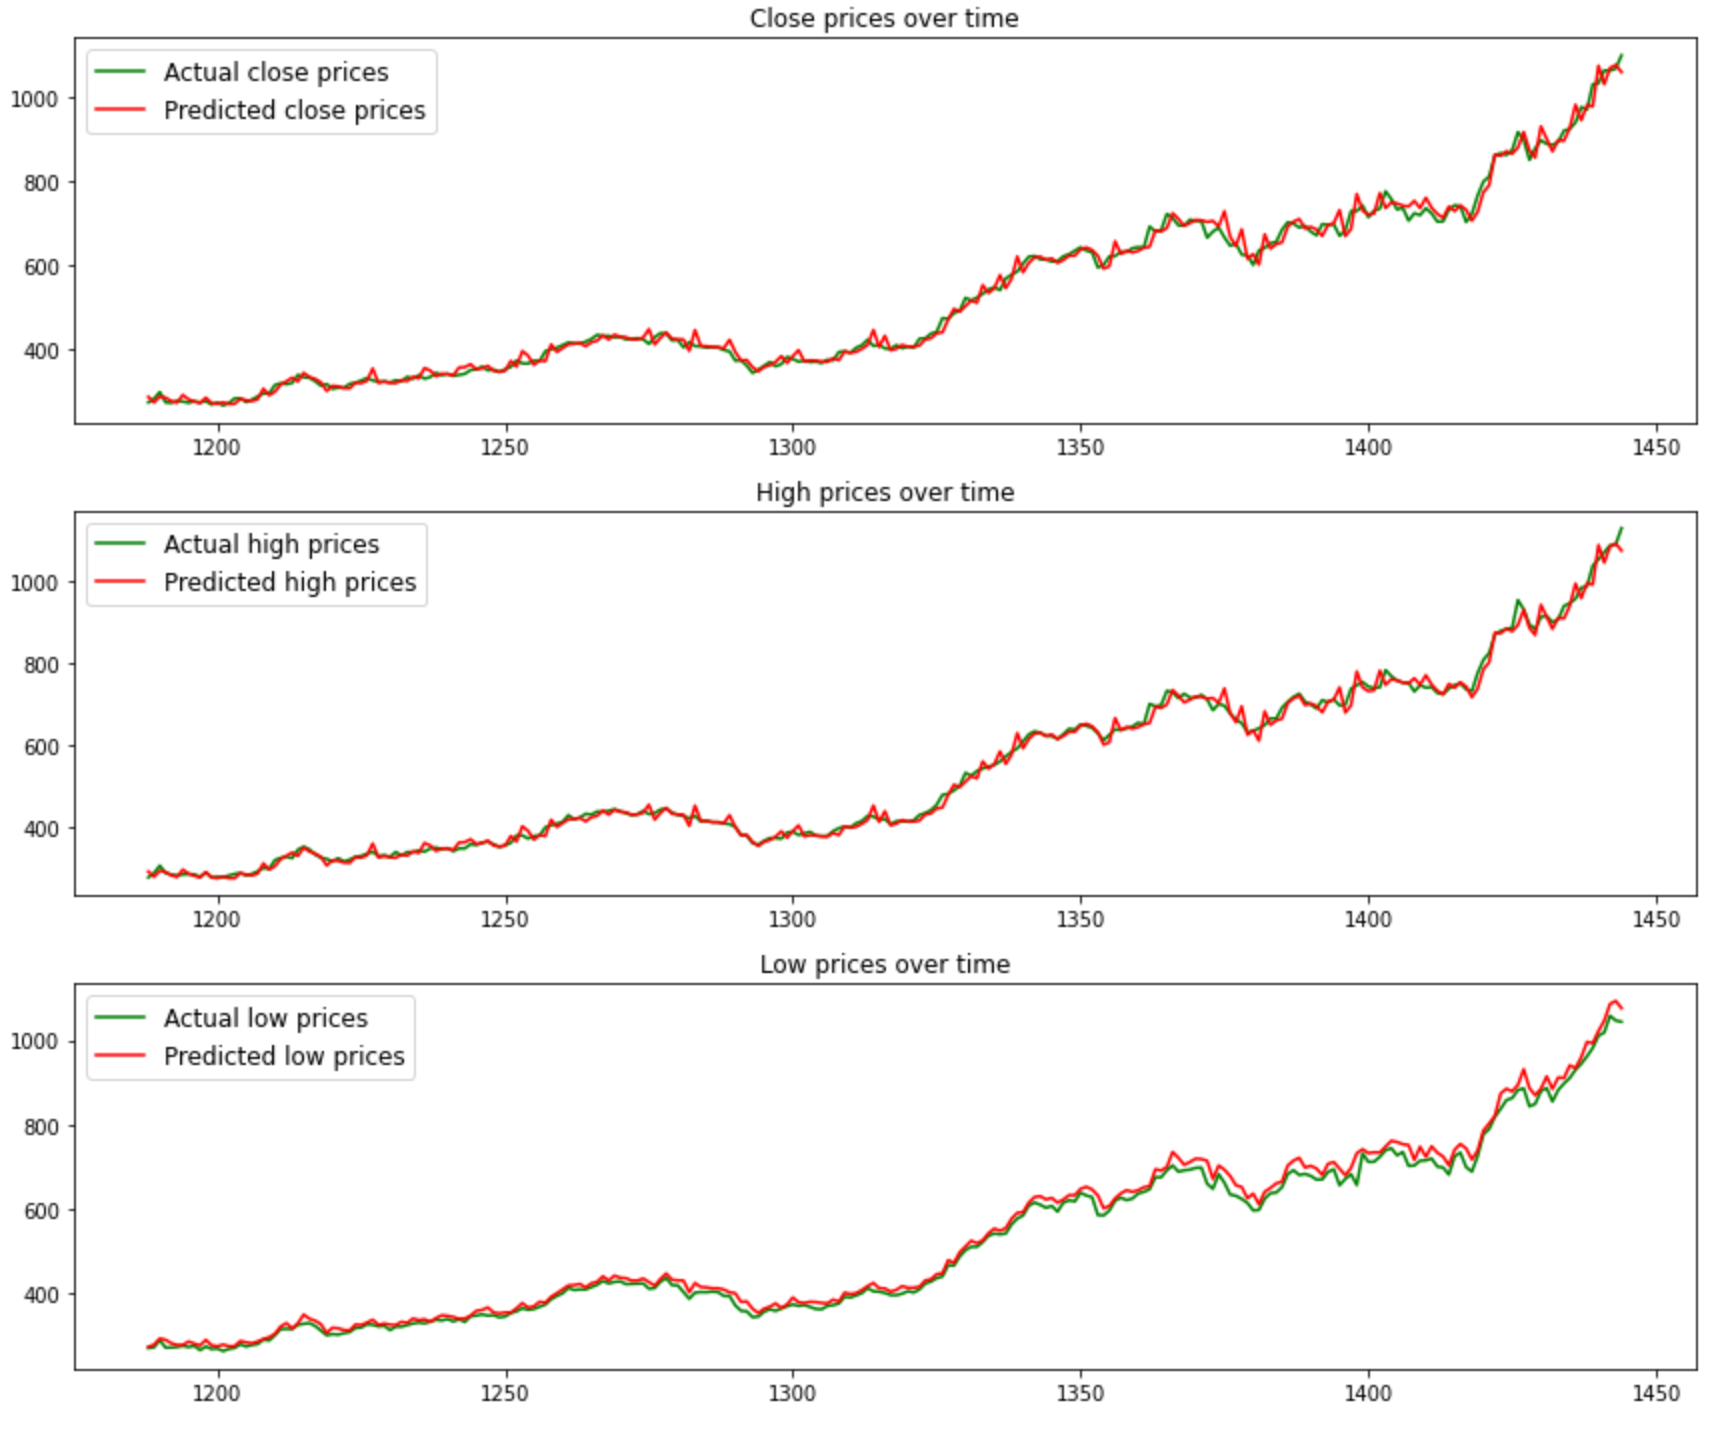 Close prices over time
Actual close prices
Predicted close prices
1000
800
600
400
1200 1250 1300 1350 1400 1450
High prices over time
Actual high prices
Predicted high prices
1000
800
600
400
1200 1250 1300 1350 1400 1450
Low prices over time
Actual low prices
Predicted low prices
1000
800
600
400
1200 1250 1300 1350 1400 1450